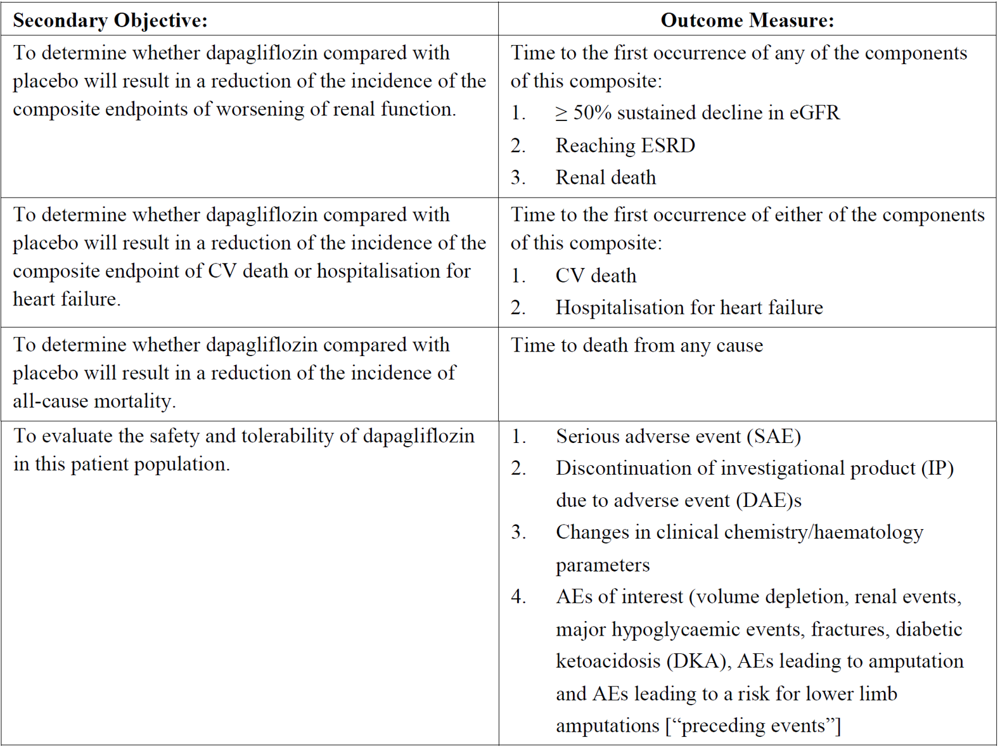 Secondary Objective:
Outcome Measure:
To determine whether dapagliflozin compared with
placebo will result in a reduction of the incidence of the
composite endpoints of worsening of renal function.
Time to the first occurrence of any of the components
of this composite:
1. ≥ 50% sustained decline in eGFR
2. Reaching ESRD
3. Renal death
To determine whether dapagliflozin compared with
placebo will result in a reduction of the incidence of the
composite endpoint of CV death or hospitalisation for
heart failure.
Time to the first occurrence of either of the components
of this composite:
1. CV death
2. Hospitalisation for heart failure
To determine whether dapagliflozin compared with
placebo will result in a reduction of the incidence of
all-cause mortality.
Time to death from any cause
To evaluate the safety and tolerability of dapagliflozin
in this patient population.
1. Serious adverse event (SAE)
2. Discontinuation of investigational product (IP)
due to adverse event (DAE)s
3. Changes in clinical chemistry/haematology
parameters
4. AEs of interest (volume depletion, renal events,
major hypoglycaemic events, fractures, diabetic
ketoacidosis (DKA), AEs leading to amputation
and AEs leading to a risk for lower limb
amputations [“preceding events”]